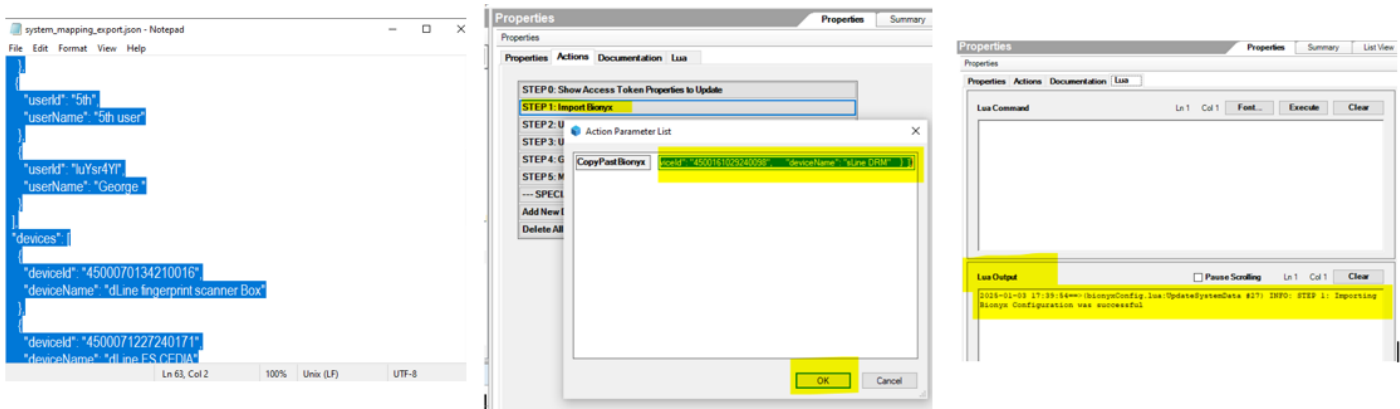 system_mapping_export.json - Notepad
File Edit Format View Help
},
{
"userId": "5th",
"userName": "5th user"
},
{
"userId": "luYsr4Yl",
"userName": "George "
}
],
"devices": [
{
"deviceId": "4500070134210016",
"deviceName": "dLine fingerprint scanner Box"
},
{
"deviceId": "4500071227240171",
"deviceName": "dLine ES CEDIA"
Ln 63, Col 2 100% Unix (LF) UTF-8
Properties Properties Summary
Properties
Properties Actions Documentation Lua
STEP 0: Show Access Token Properties to Update
STEP 1: Import Bionyx
STEP 2: U
STEP 3: U
STEP 4: G
STEP 5: M
--- SPECI
Add New I
Delete All
Action Parameter List
CopyPastBionyx viceId": "4500161029240098", "deviceName": "sLine DRM" } ] }
OK Cancel
Properties Properties Summary List View
Properties
Properties Actions Documentation Lua
Lua Command Ln 1 Col 1 Font... Execute Clear
Lua Output Pause Scrolling Ln 1 Col 1 Clear
2025-01-03 17:39:54==>(bionyxConfig.lua:UpdateSystemData #27) INFO: STEP 1: Importing
Bionyx Configuration was successful